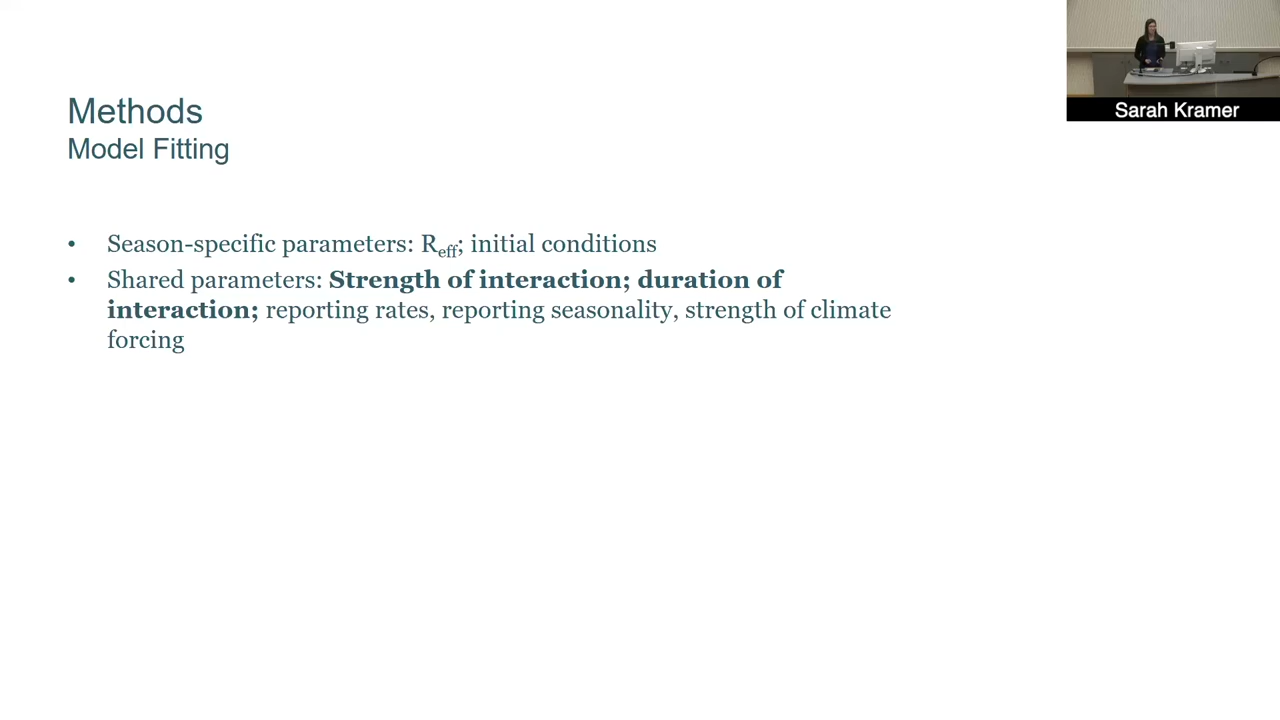 Sarah Kramer
Methods
Model Fitting
• Season-specific parameters: Reff; initial conditions
• Shared parameters: Strength of interaction; duration of
interaction; reporting rates, reporting seasonality, strength of climate
forcing